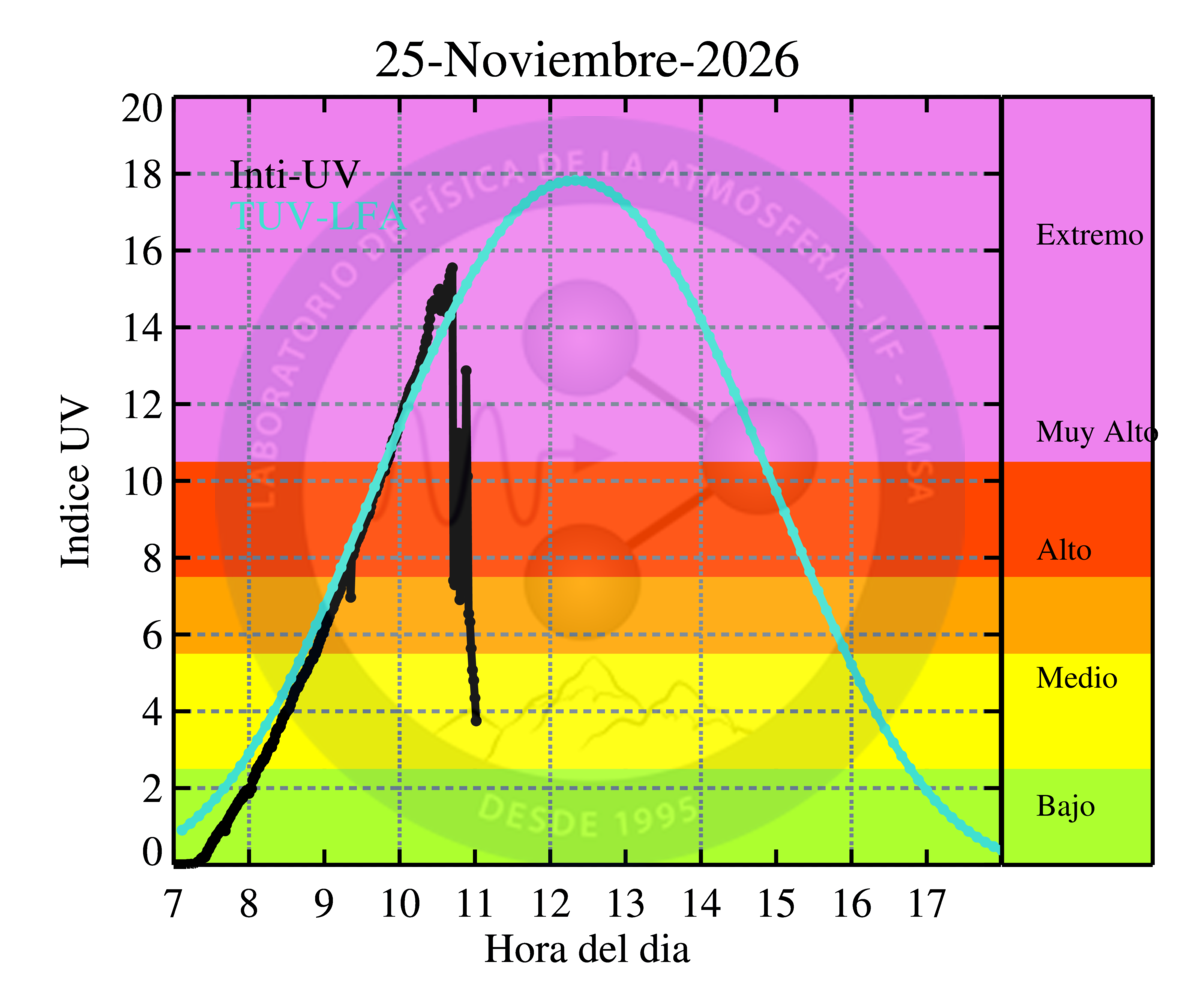 25-Noviembre-2026
20
18
16
14
12
10
8
6
4
2
0
Indice UV
Inti-UV
TUV-LFA
LABORATORIO DE FÍSICA DE LA ATMÓSFERA - IIF - UMSA
DESDE 1995
Extremo
Muy Alto
Alto
Medio
Bajo
7 8 9 10 11 12 13 14 15 16 17
Hora del dia